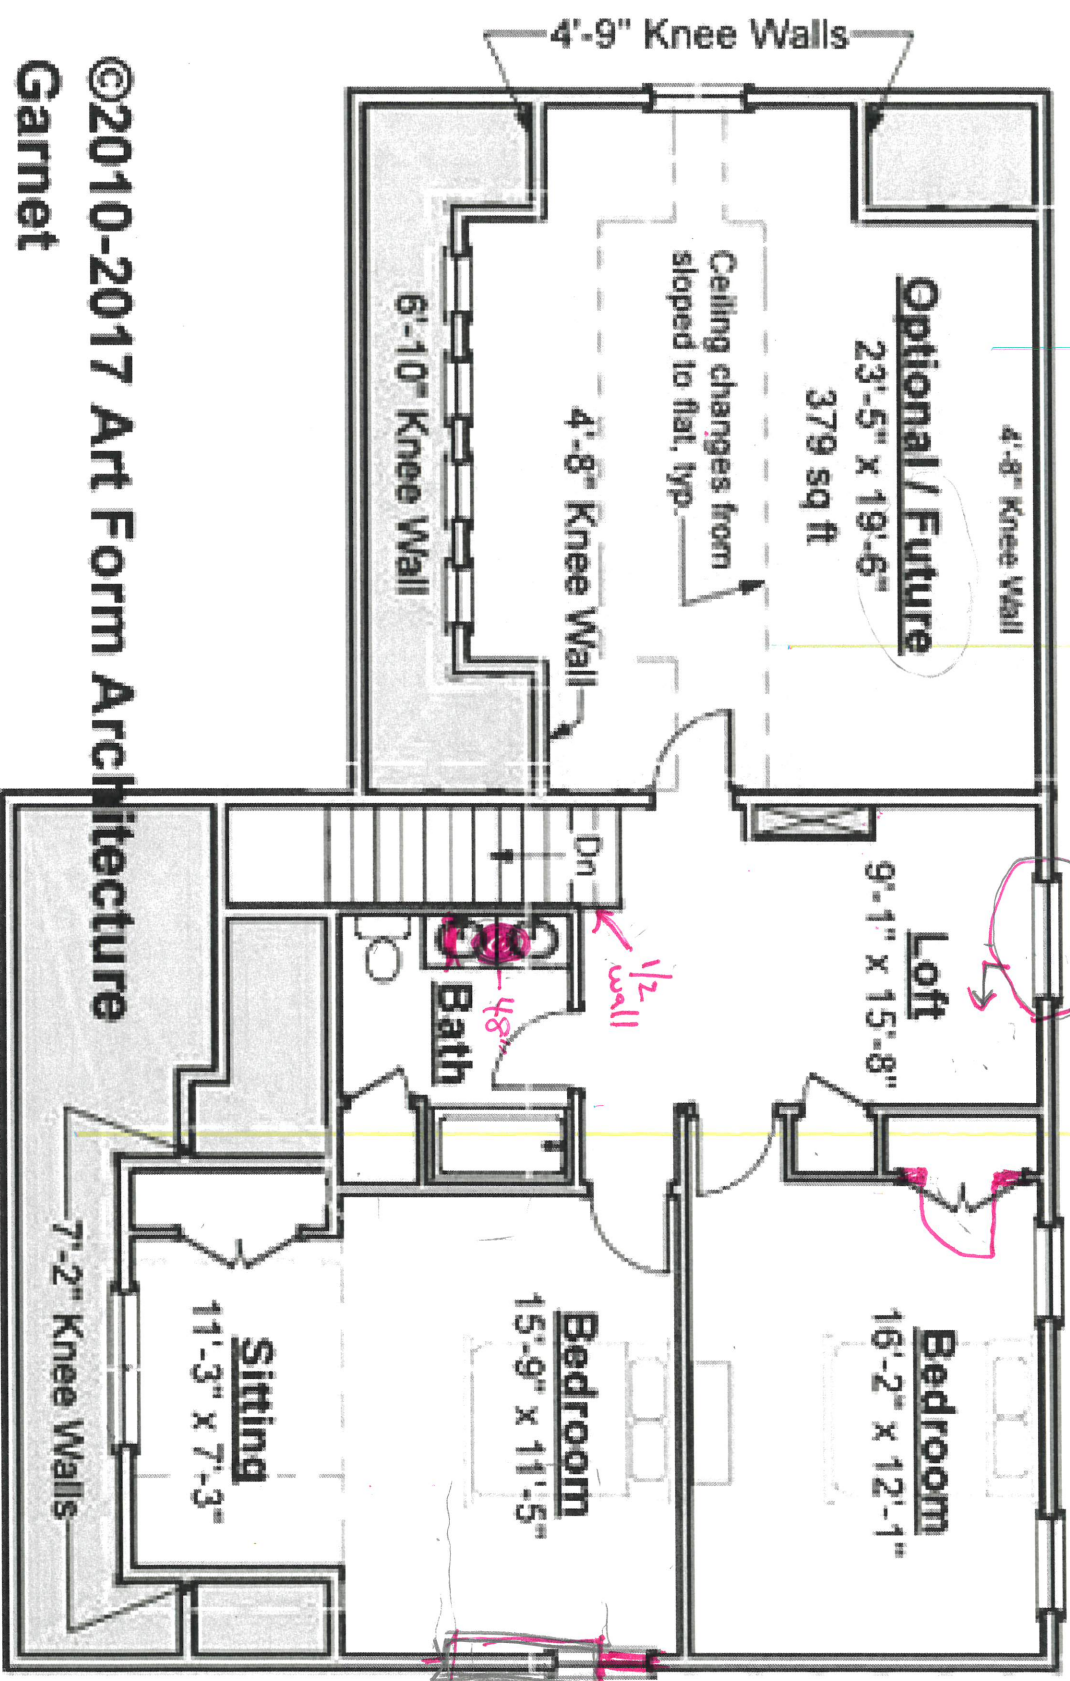 4'-9" Knee Walls
©2010-2017 Art Form Architecture
Garnet
4'-8" Knee Wall
Optional / Future
23'-5" x 19'-6"
379 sq ft
Ceiling changes from
sloped to flat, typ.
4'-8" Knee Wall
6'-10" Knee Wall
Dn
Loft
9'-1" x 15'-8"
1/2
wall
48"
Bath
Bedroom
16'-2" x 12'-1"
Bedroom
15'-9" x 11'-5"
Sitting
11'-3" x 7'-3"
7'-2" Knee Walls